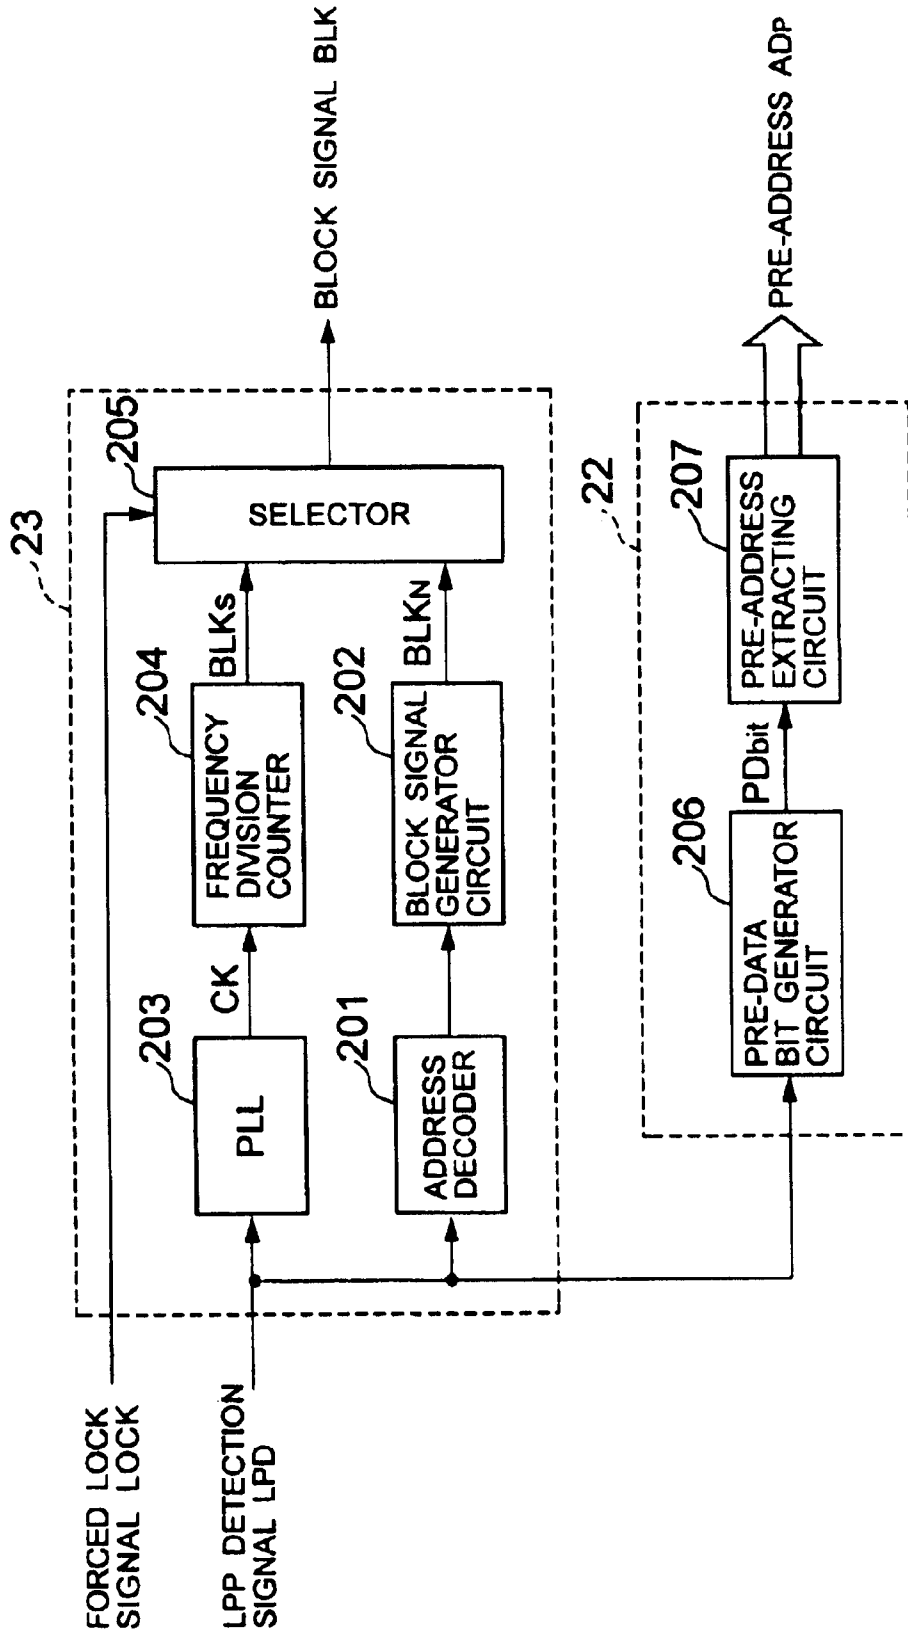 FORCED LOCK
SIGNAL LOCK
LPP DETECTION
SIGNAL LPD
23
203
PLL
CK
204
FREQUENCY
DIVISION
COUNTER
BLKS
205
SELECTOR
BLOCK SIGNAL BLK
201
ADDRESS
DECODER
202
BLOCK SIGNAL
GENERATOR
CIRCUIT
BLKN
22
206
PRE-DATA
BIT GENERATOR
CIRCUIT
PDbit
207
PRE-ADDRESS
EXTRACTING
CIRCUIT
PRE-ADDRESS ADP